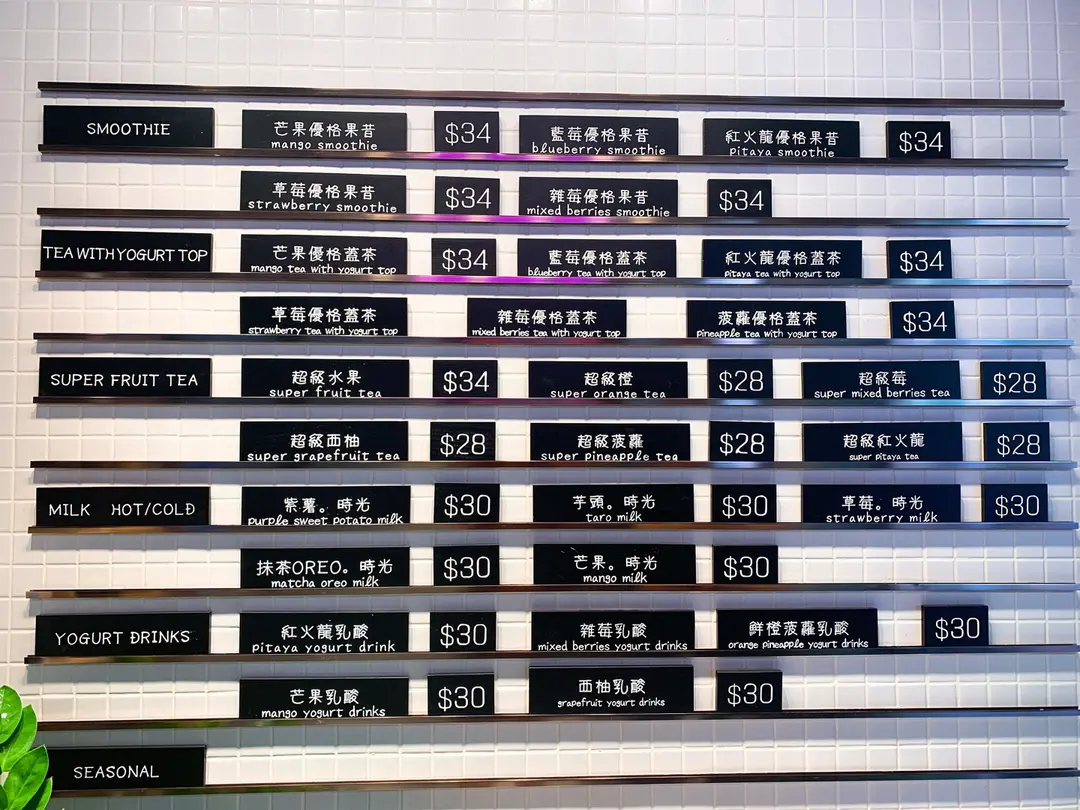 SMOOTHIE
芒果優格果昔
mango smoothie
$34
藍莓優格果昔
blueberry smoothie
紅火龍優格果昔
pitaya smoothie
$34
草莓優格果昔
strawberry smoothie
$34
雜莓優格果昔
mixed berries smoothie
$34
TEA WITH YOGURT TOP
芒果優格蓋茶
mango tea with yogurt top
$34
藍莓優格蓋茶
blueberry tea with yogurt top
紅火龍優格蓋茶
pitaya tea with yogurt top
$34
草莓優格蓋茶
strawberry tea with yogurt top
雜莓優格蓋茶
mixed berries tea with yogurt top
菠蘿優格蓋茶
pineapple tea with yogurt top
$34
SUPER FRUIT TEA
超級水果
super fruit tea
$34
超級橙
super orange tea
$28
超級莓
super mixed berries tea
$28
超級西柚
super grapefruit tea
$28
超級菠蘿
super pineapple tea
$28
超級紅火龍
super pitaya tea
$28
MILK HOT/COLD
紫薯。時光
purple sweet potato milk
$30
芋頭。時光
taro milk
$30
草莓。時光
strawberry milk
$30
抹茶OREO。時光
matcha oreo milk
$30
芒果。時光
mango milk
$30
YOGURT DRINKS
紅火龍乳酸
pitaya yogurt drink
$30
雜莓乳酸
mixed berries yogurt drinks
鮮橙菠蘿乳酸
orange pineapple yogurt drinks
$30
芒果乳酸
mango yogurt drinks
$30
西柚乳酸
grapefruit yogurt drinks
$30
SEASONAL